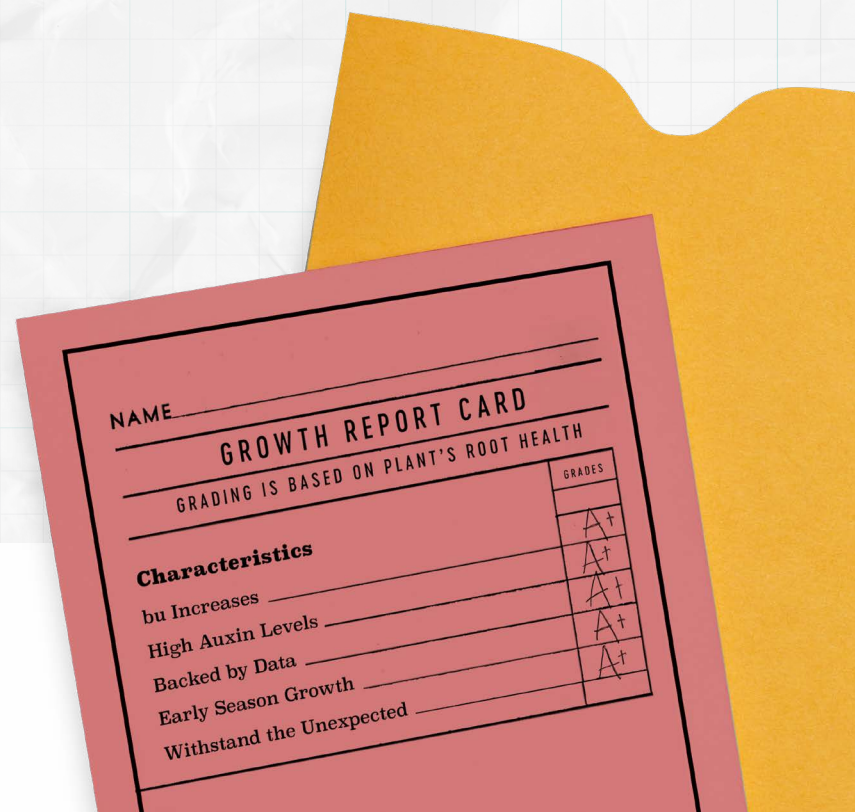 NAME
GROWTH REPORT CARD
GRADING IS BASED ON PLANT'S ROOT HEALTH
GRADES
Characteristics
bu Increases A+
High Auxin Levels A+
Backed by Data A+
Early Season Growth A+
Withstand the Unexpected A+